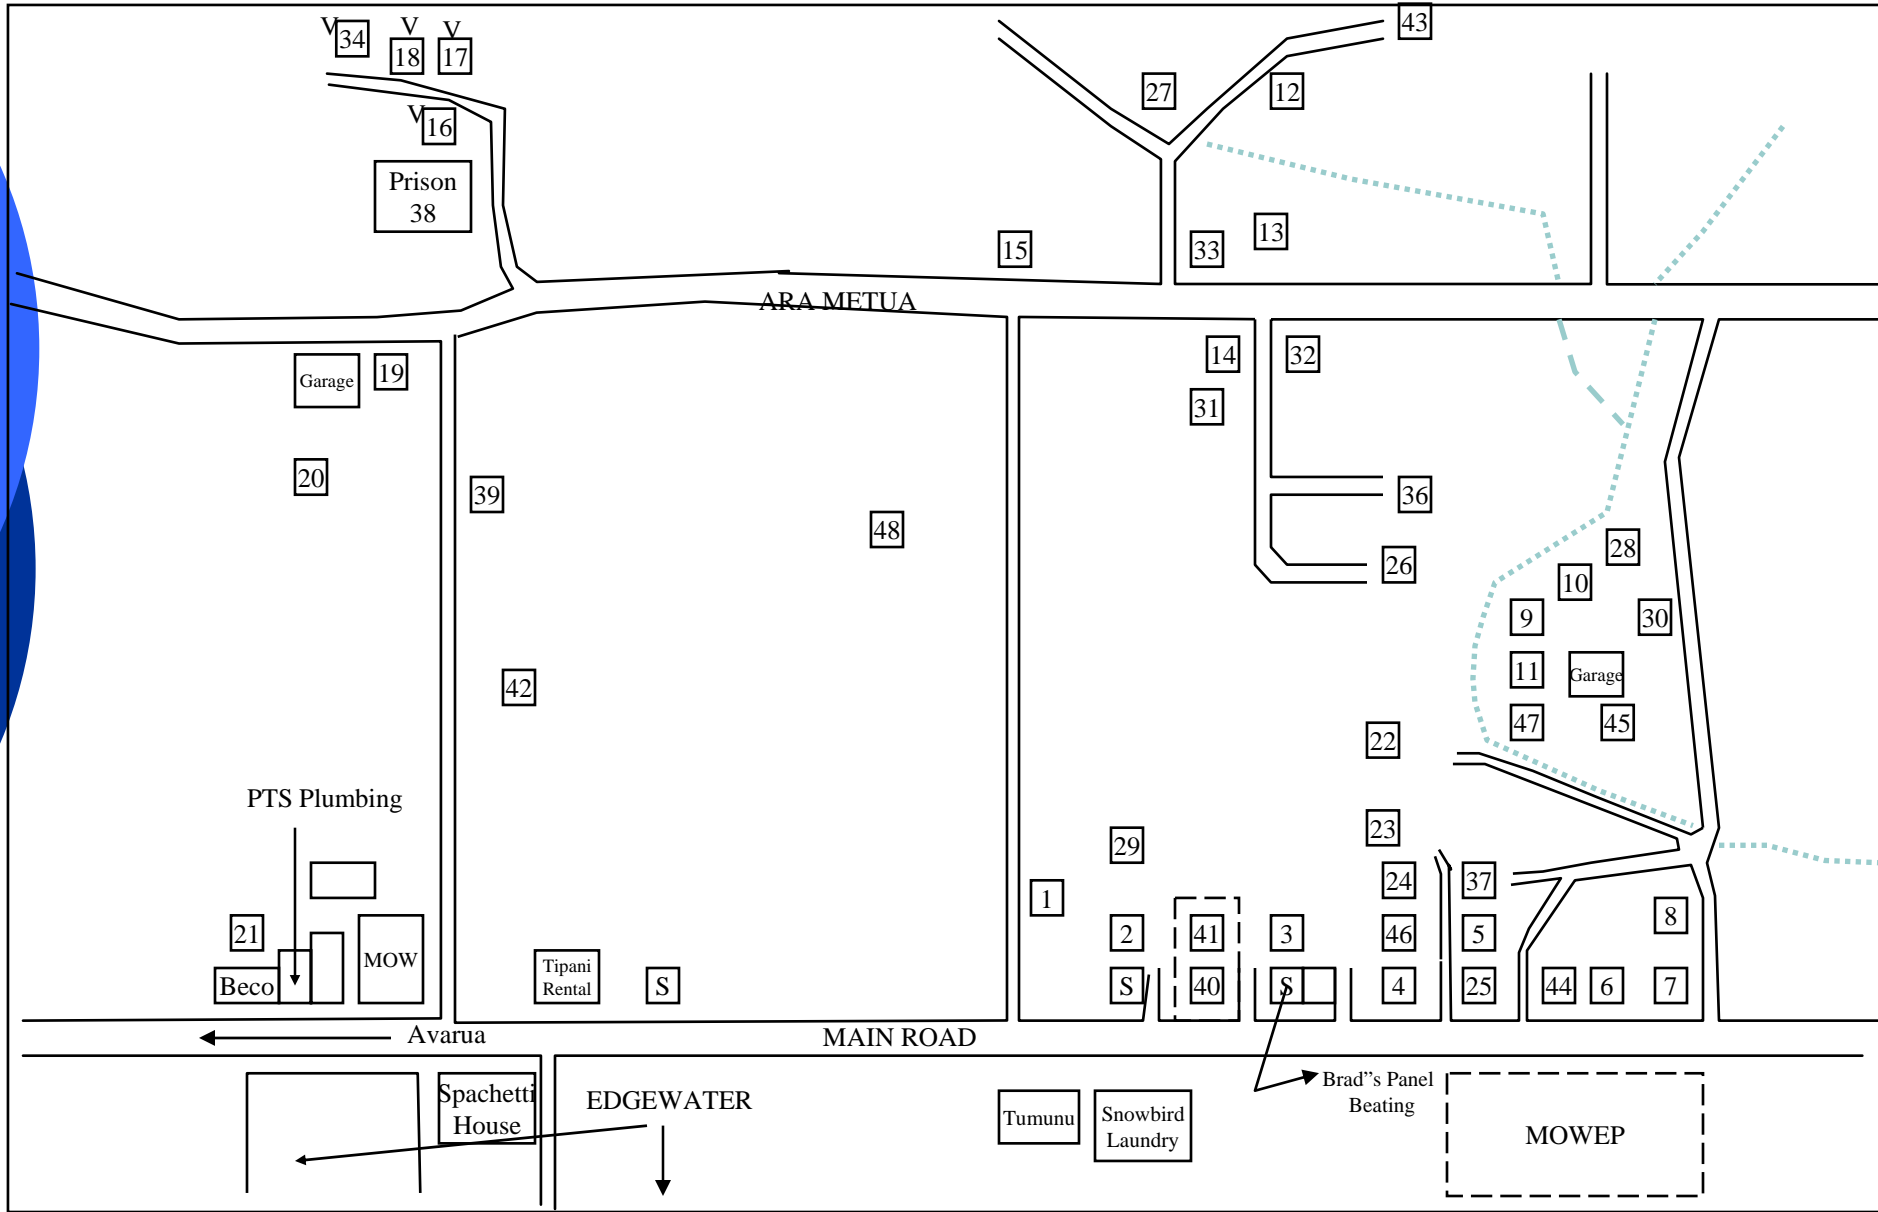 V
34
V
18
V
17
43
27
12
V
16
Prison
38
15
33
13
ARA METUA
14
32
Garage
19
31
20
39
36
48
26
28
10
9
30
11
Garage
42
47
45
22
PTS Plumbing
23
29
24
37
1
8
21
2
41
3
46
5
MOW
Beco
Tipani
Rental
S
S
40
S
4
25
44
6
7
Avarua
MAIN ROAD
Spachetti
House
EDGEWATER
Tumunu
Snowbird
Laundry
Brad"s Panel
Beating
MOWEP